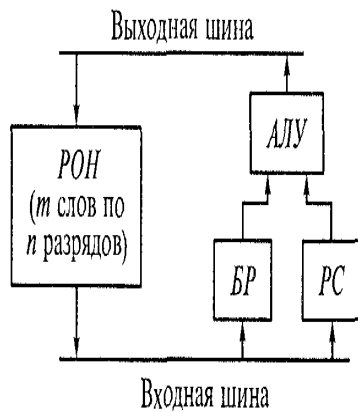 Выходная шина
АЛУ
РОН
(m слов по
n разрядов)
БР
РС
Входная шина